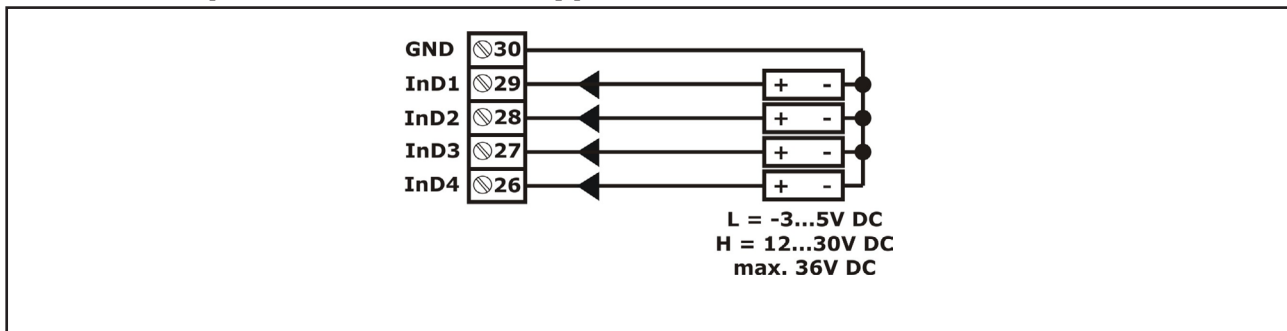 GND 30
InD1 29 + -
InD2 28 + -
InD3 27 + -
InD4 26 + -
L = -3...5V DC
H = 12...30V DC
max. 36V DC